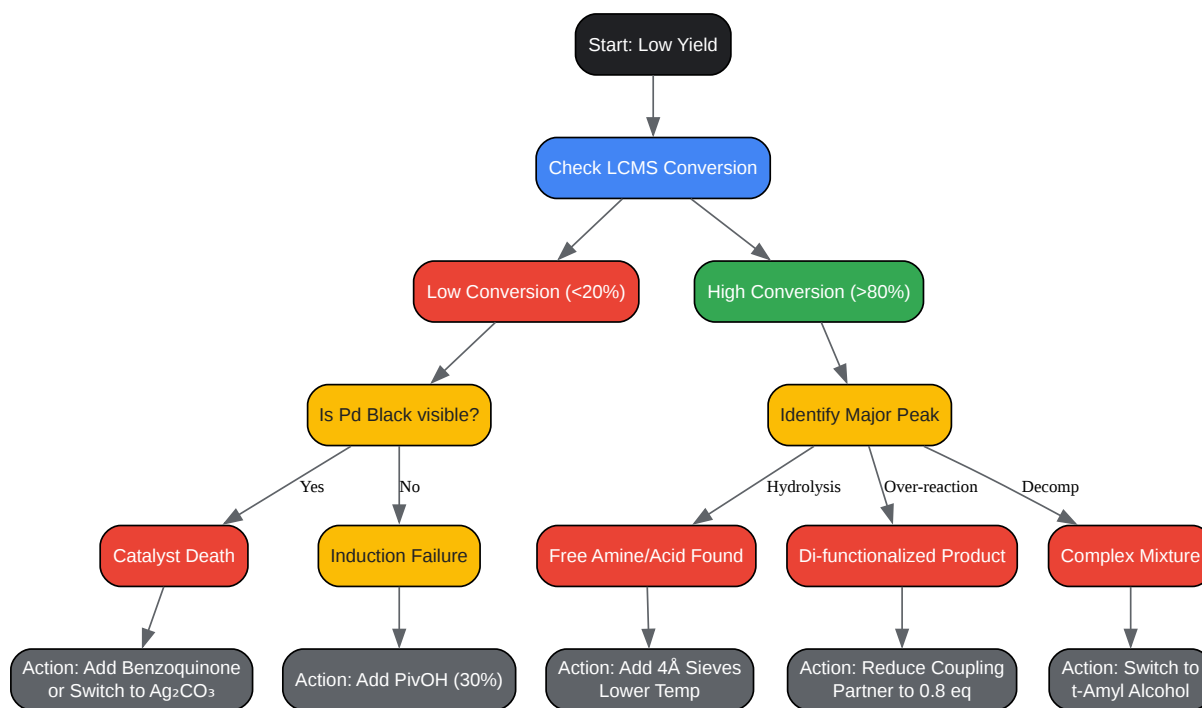 Start: Low Yield
Check LCMS Conversion
Low Conversion (<20%)
High Conversion (>80%)
Is Pd Black visible?
Identify Major Peak
Yes
No
Hydrolysis
Over-reaction
Decomp
Catalyst Death
Induction Failure
Free Amine/Acid Found
Di-functionalized Product
Complex Mixture
Action: Add Benzoquinone
or Switch to Ag₂CO₃
Action: Add PivOH (30%)
Action: Add 4Å Sieves
Lower Temp
Action: Reduce Coupling
Partner to 0.8 eq
Action: Switch to
t-Amyl Alcohol